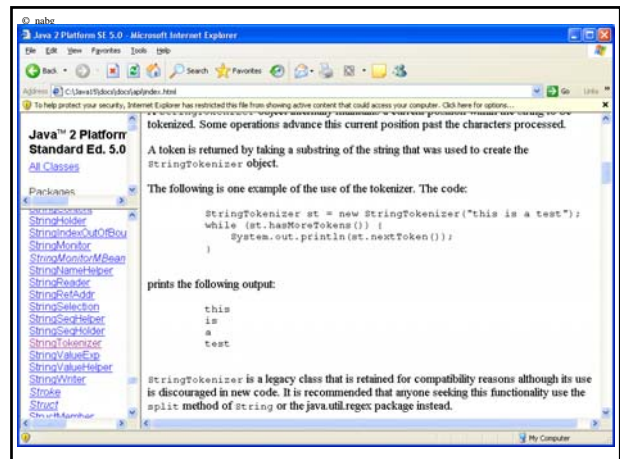 © nabg
Java 2 Platform SE 5.0 - Microsoft Internet Explorer
File Edit View Favorites Tools Help
Back Search Favorites
Address C:\Java15\docs\docs\api\index.html Go Links
To help protect your security, Internet Explorer has restricted this file from showing active content that could access your computer. Click here for options...
Java™ 2 Platform
Standard Ed. 5.0
All Classes
Packages
StringHolder
StringIndexOutOfBou
StringMonitor
StringMonitorMBean
StringNameHelper
StringReader
StringRefAddr
StringSelection
StringSeqHelper
StringSeqHolder
StringTokenizer
StringValueExp
StringValueHelper
StringWriter
Stroke
Struct
StructMember
tokenized. Some operations advance this current position past the characters processed.
A token is returned by taking a substring of the string that was used to create the
StringTokenizer object.
The following is one example of the use of the tokenizer. The code:
StringTokenizer st = new StringTokenizer("this is a test");
while (st.hasMoreTokens()) {
System.out.println(st.nextToken());
}
prints the following output:
this
is
a
test
StringTokenizer is a legacy class that is retained for compatibility reasons although its use
is discouraged in new code. It is recommended that anyone seeking this functionality use the
split method of String or the java.util.regex package instead.
My Computer